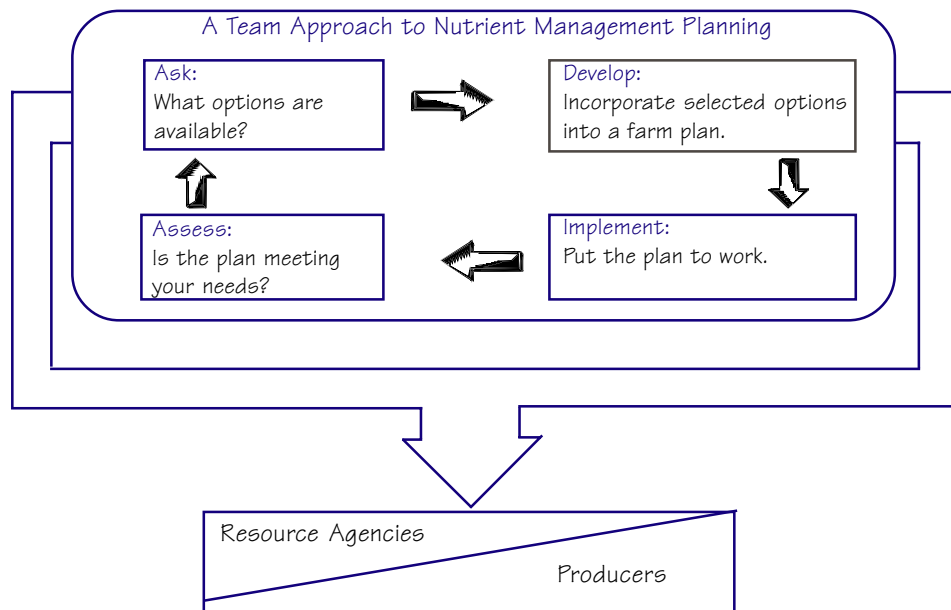 A Team Approach to Nutrient Management Planning
Ask:
What options are
available?
Develop:
Incorporate selected options
into a farm plan.
Assess:
Is the plan meeting
your needs?
Implement:
Put the plan to work.
Resource Agencies
Producers